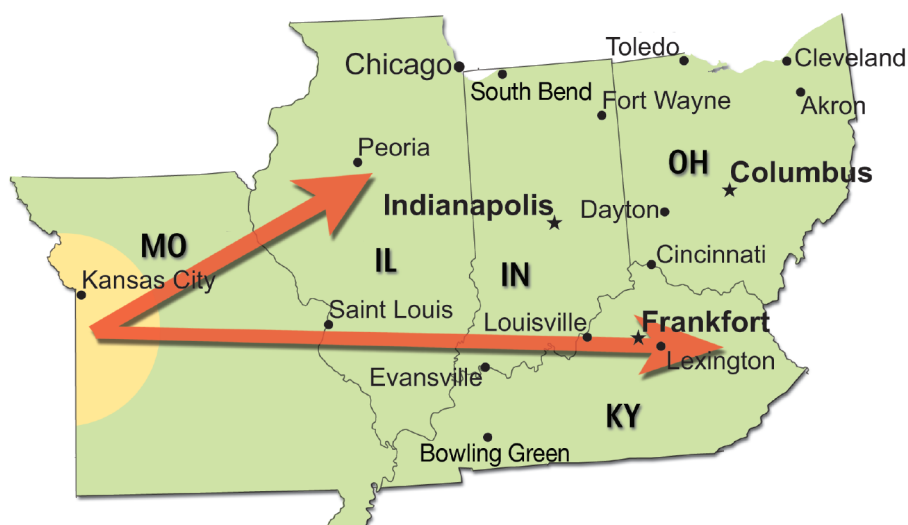 Toledo
Cleveland
Chicago
South Bend
Fort Wayne
Akron
Peoria
OH
Columbus
Indianapolis
Dayton
MO
IL
IN
Cincinnati
Kansas City
Saint Louis
Louisville
Frankfort
Lexington
Evansville
KY
Bowling Green